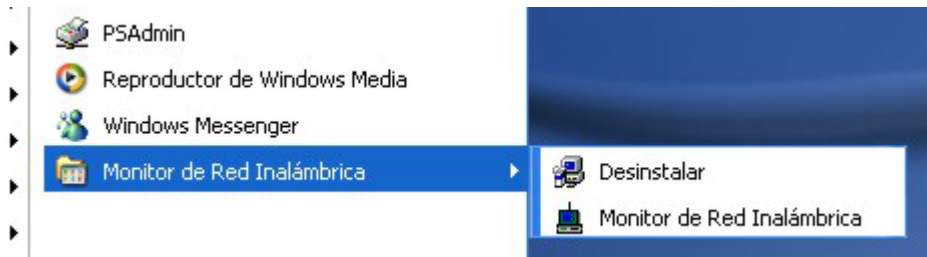 PSAdmin
Reproductor de Windows Media
Windows Messenger
Monitor de Red Inalámbrica
Desinstalar
Monitor de Red Inalámbrica